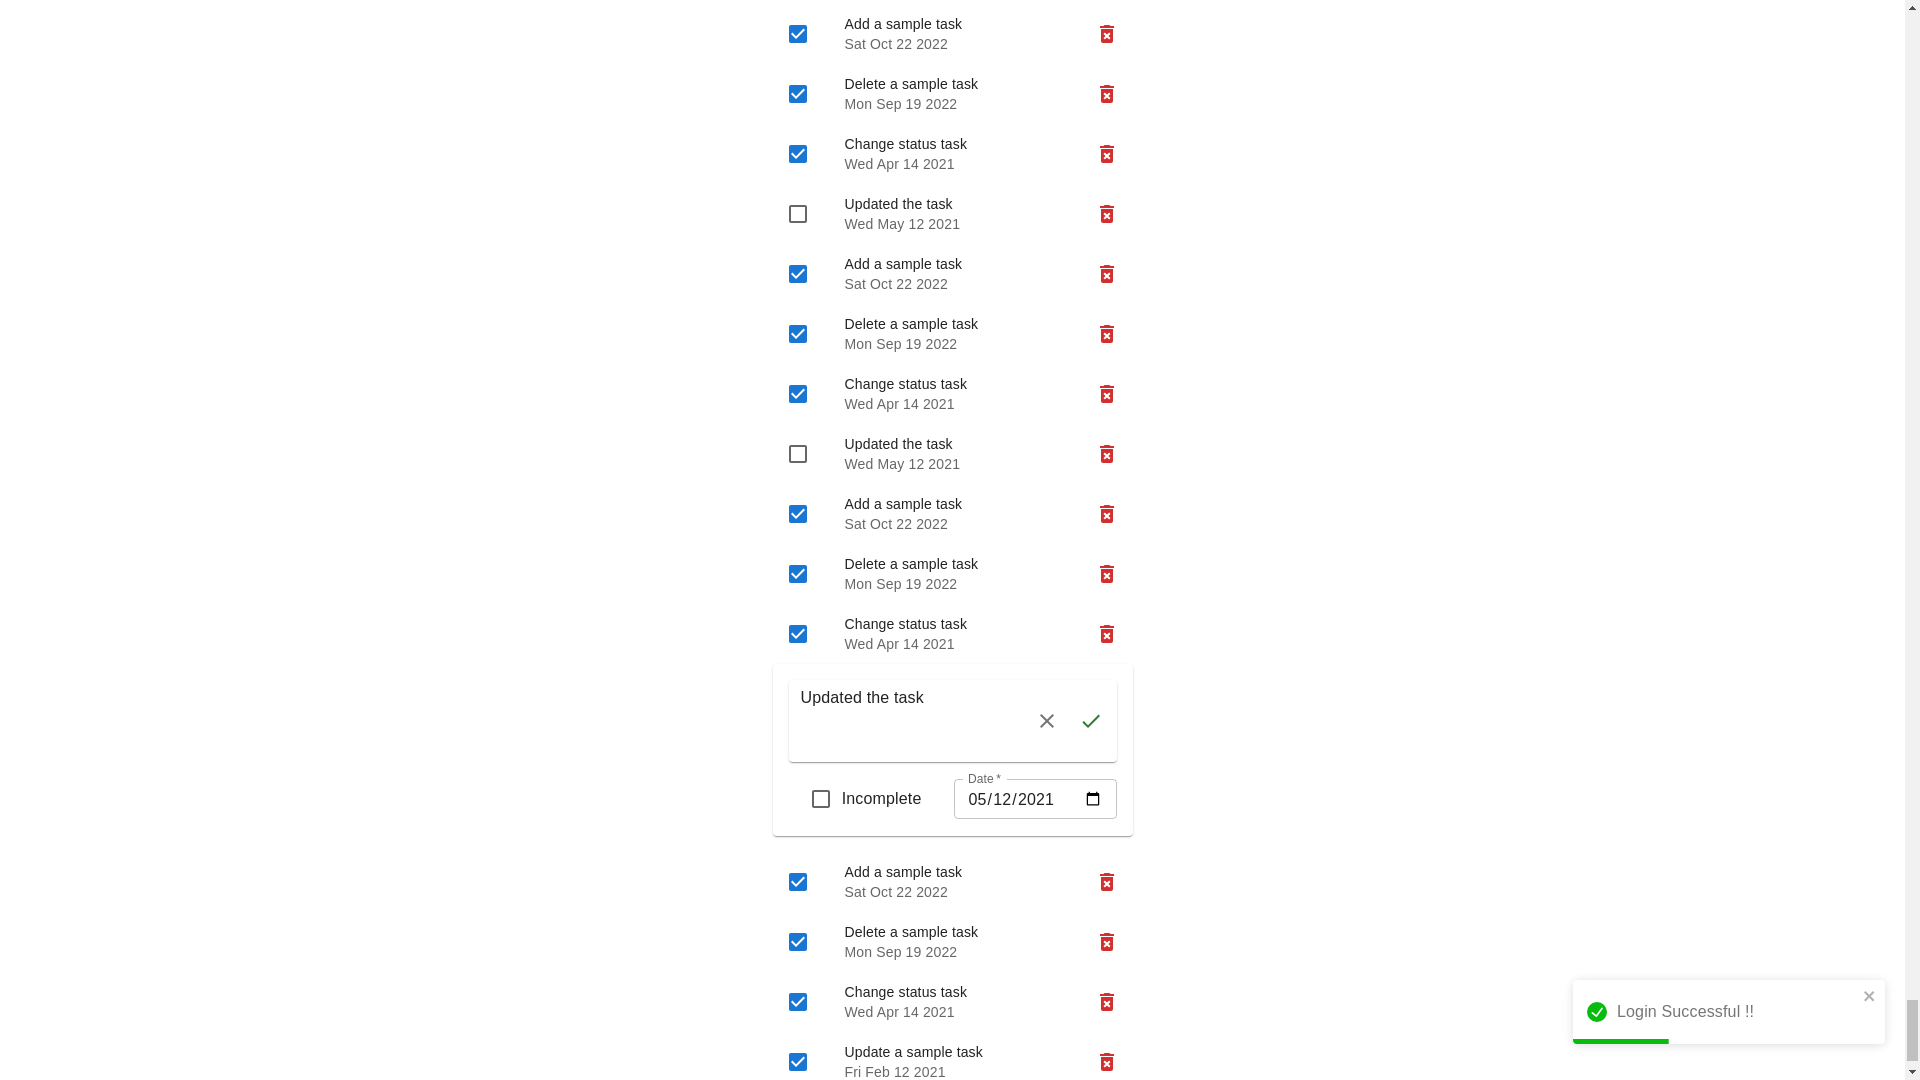 Add a sample task
Sat Oct 22 2022
Delete a sample task
Mon Sep 19 2022
Change status task
Wed Apr 14 2021
Updated the task
Wed May 12 2021
Add a sample task
Sat Oct 22 2022
Delete a sample task
Mon Sep 19 2022
Change status task
Wed Apr 14 2021
Updated the task
Wed May 12 2021
Add a sample task
Sat Oct 22 2022
Delete a sample task
Mon Sep 19 2022
Change status task
Wed Apr 14 2021
Updated the task
Date *
Incomplete
05/12/2021
Add a sample task
Sat Oct 22 2022
Delete a sample task
Mon Sep 19 2022
Change status task
Wed Apr 14 2021
Update a sample task
Fri Feb 12 2021
Login Successful !!